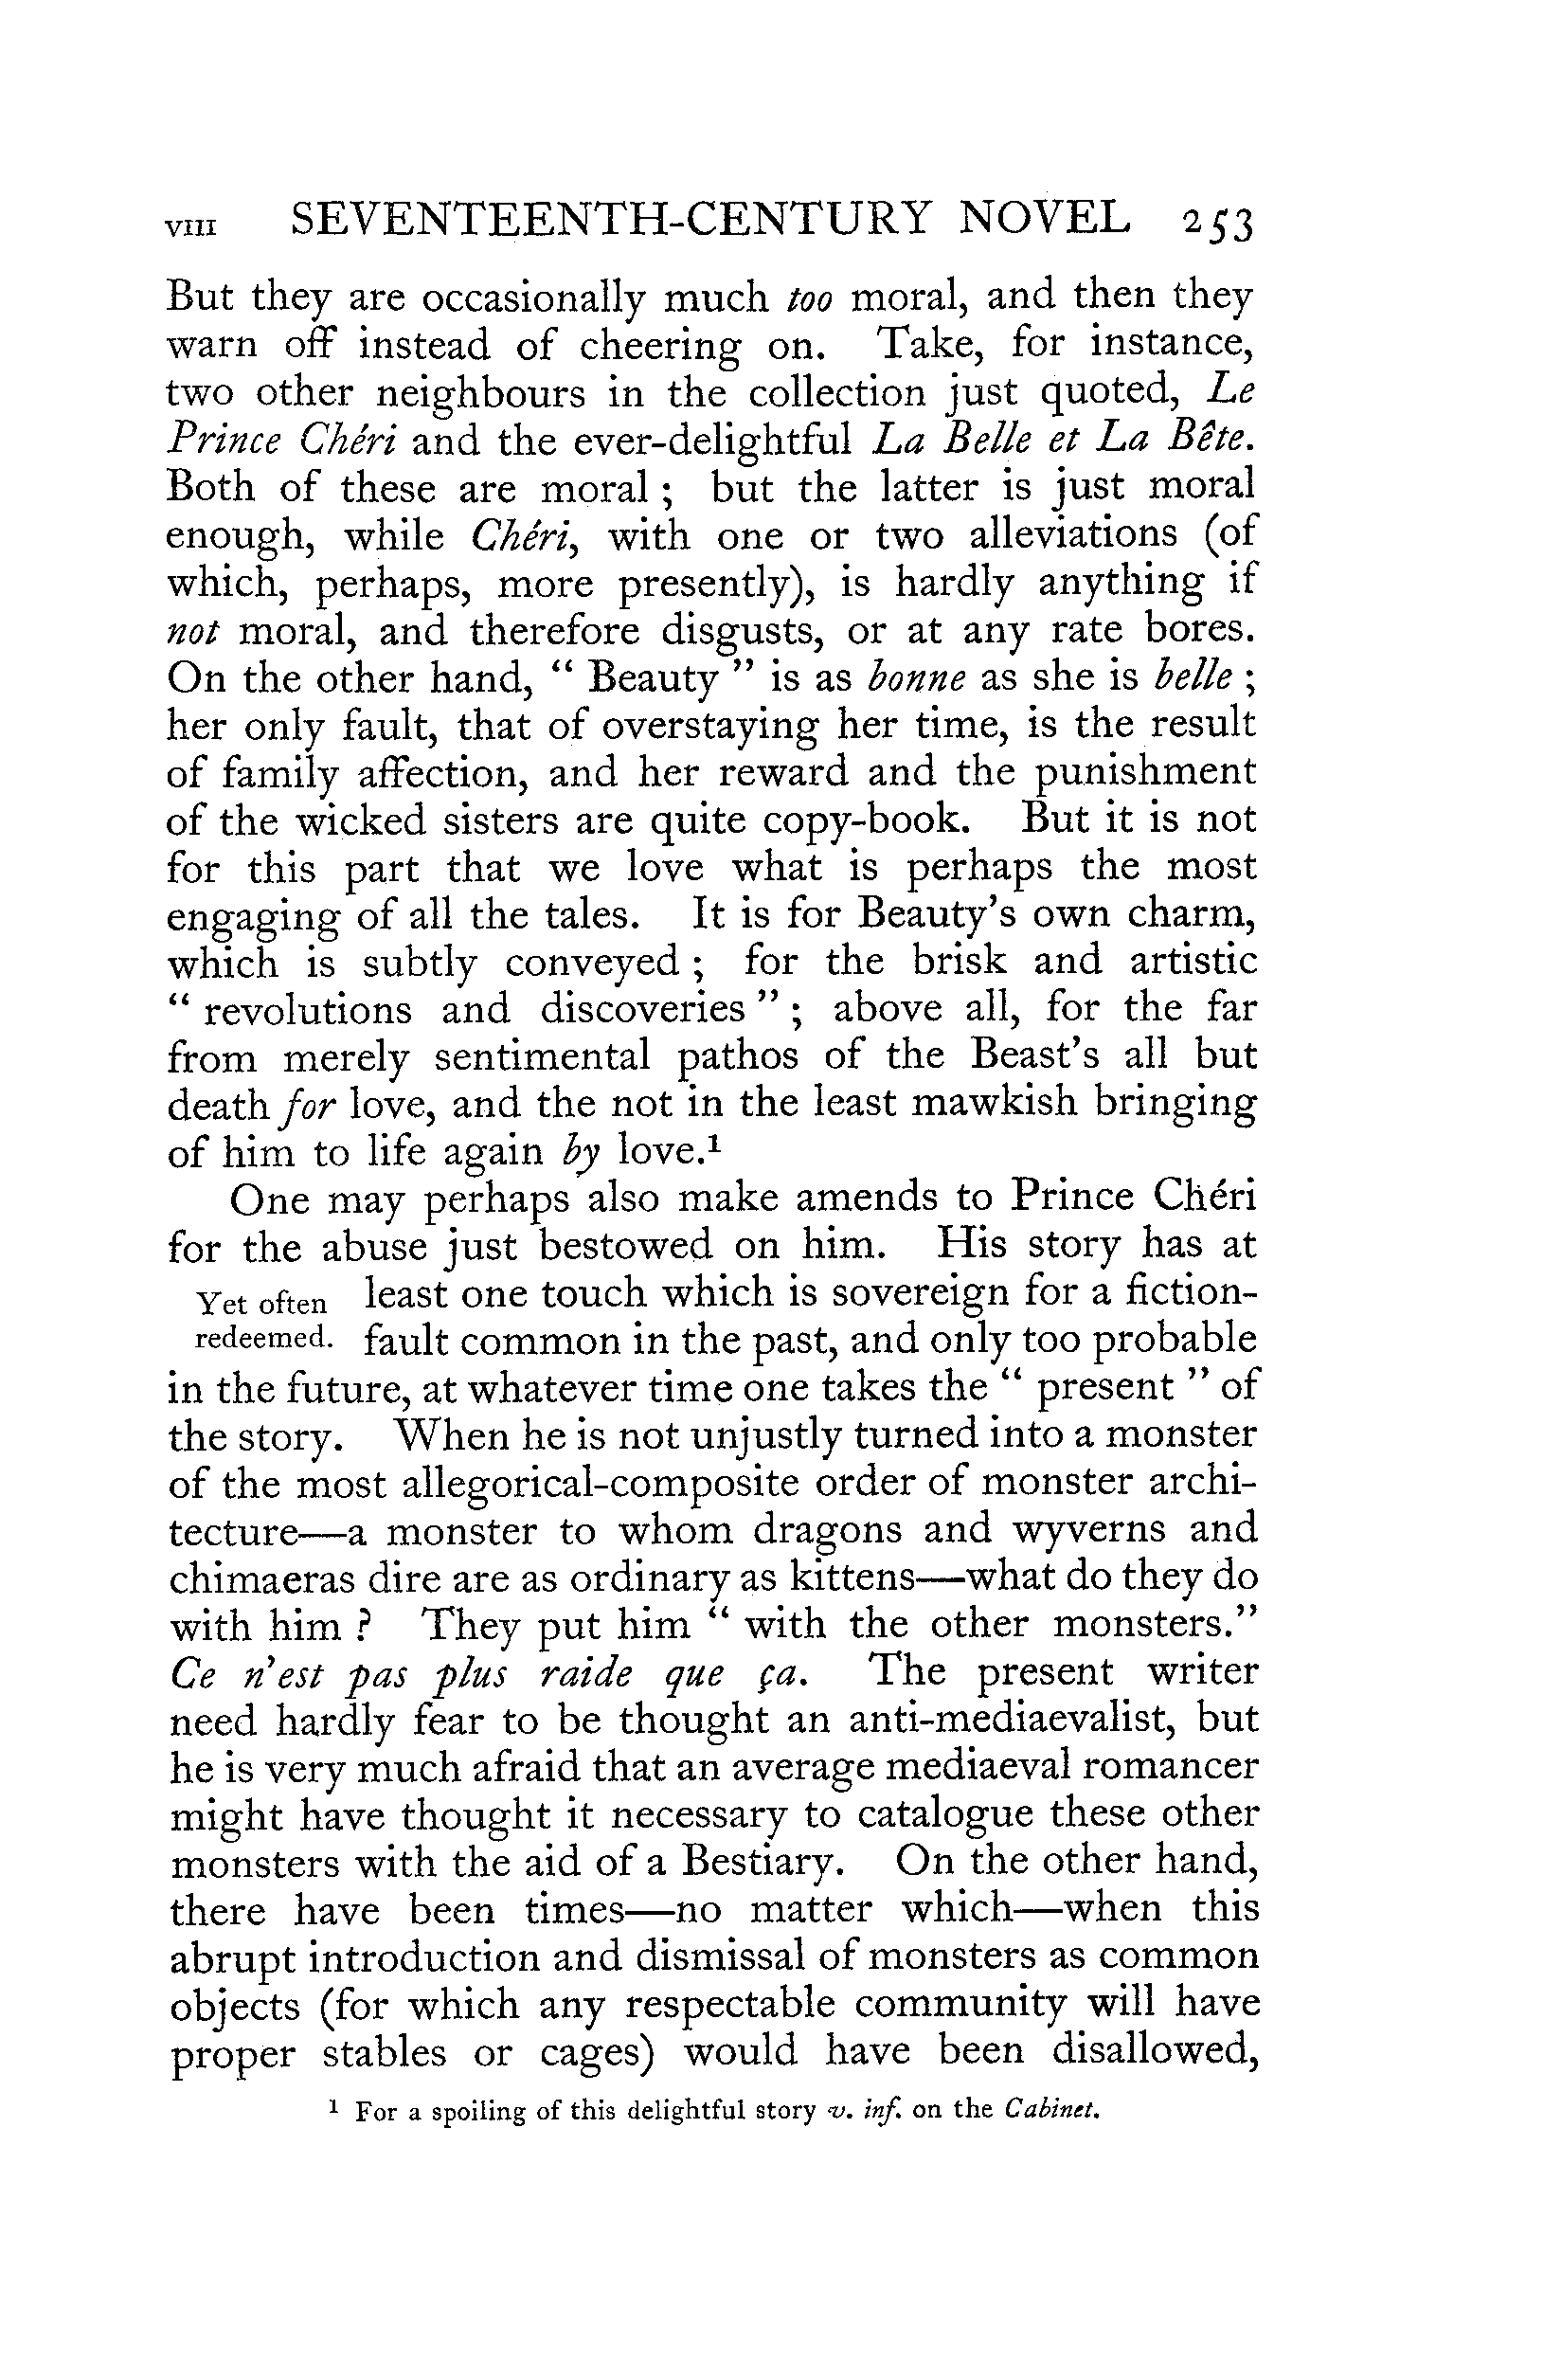 VIII SEVENTEENTH-CENTURY NOVEL 253
But they are occasionally much too moral, and then they
warn off instead of cheering on. Take, for instance,
two other neighbours in the collection just quoted, Le
Prince Chéri and the ever-delightful La Belle et La Bête.
Both of these are moral ; but the latter is just moral
enough, while Chéri, with one or two alleviations (of
which, perhaps, more presently), is hardly anything if
not moral, and therefore disgusts, or at any rate bores.
On the other hand, “ Beauty ” is as bonne as she is belle ;
her only fault, that of overstaying her time, is the result
of family affection, and her reward and the punishment
of the wicked sisters are quite copy-book. But it is not
for this part that we love what is perhaps the most
engaging of all the tales. It is for Beauty’s own charm,
which is subtly conveyed ; for the brisk and artistic
“ revolutions and discoveries ” ; above all, for the far
from merely sentimental pathos of the Beast’s all but
death for love, and the not in the least mawkish bringing
of him to life again by love.¹
One may perhaps also make amends to Prince Chéri
for the abuse just bestowed on him. His story has at
Yet often least one touch which is sovereign for a fiction-
redeemed. fault common in the past, and only too probable
in the future, at whatever time one takes the “ present ” of
the story. When he is not unjustly turned into a monster
of the most allegorical-composite order of monster archi-
tecture—a monster to whom dragons and wyverns and
chimaeras dire are as ordinary as kittens—what do they do
with him ? They put him “ with the other monsters.”
Ce n’est pas plus raide que ça. The present writer
need hardly fear to be thought an anti-mediaevalist, but
he is very much afraid that an average mediaeval romancer
might have thought it necessary to catalogue these other
monsters with the aid of a Bestiary. On the other hand,
there have been times—no matter which—when this
abrupt introduction and dismissal of monsters as common
objects (for which any respectable community will have
proper stables or cages) would have been disallowed,
¹ For a spoiling of this delightful story v. inf. on the Cabinet.